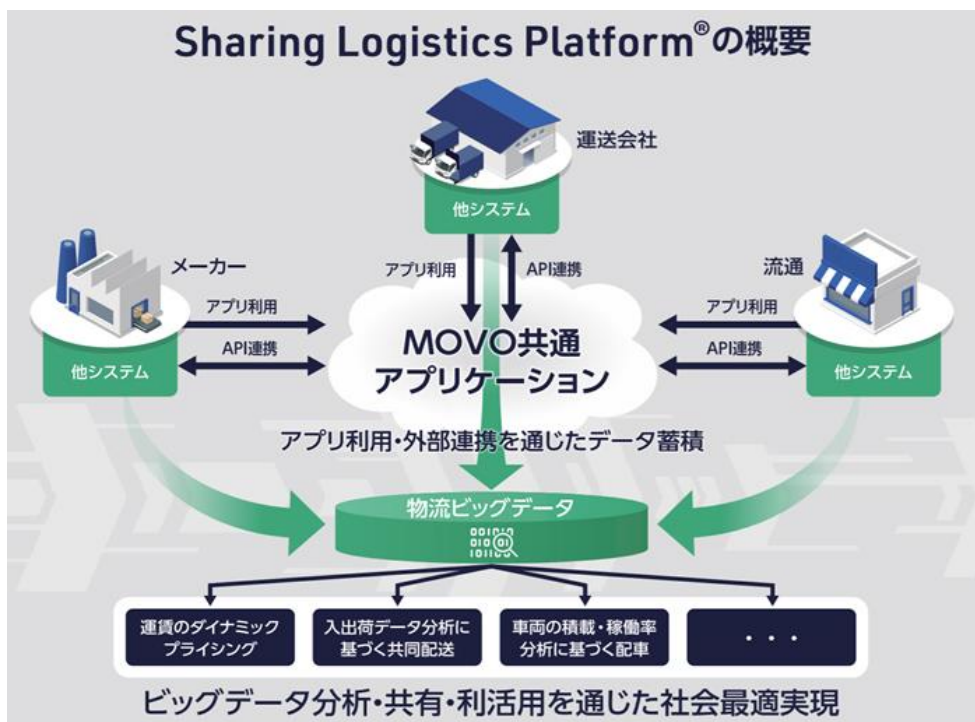 Sharing Logistics Platform®の概要
運送会社
他システム
アプリ利用
API連携
メーカー
アプリ利用
API連携
他システム
流通
アプリ利用
API連携
他システム
MOVO共通
アプリケーション
アプリ利用・外部連携を通じたデータ蓄積
物流ビッグデータ
001010
01001
101100
運賃のダイナミック
プライシング
入出荷データ分析に
基づく共同配送
車両の積載・稼働率
分析に基づく配車
・・・
ビッグデータ分析・共有・利活用を通じた社会最適実現